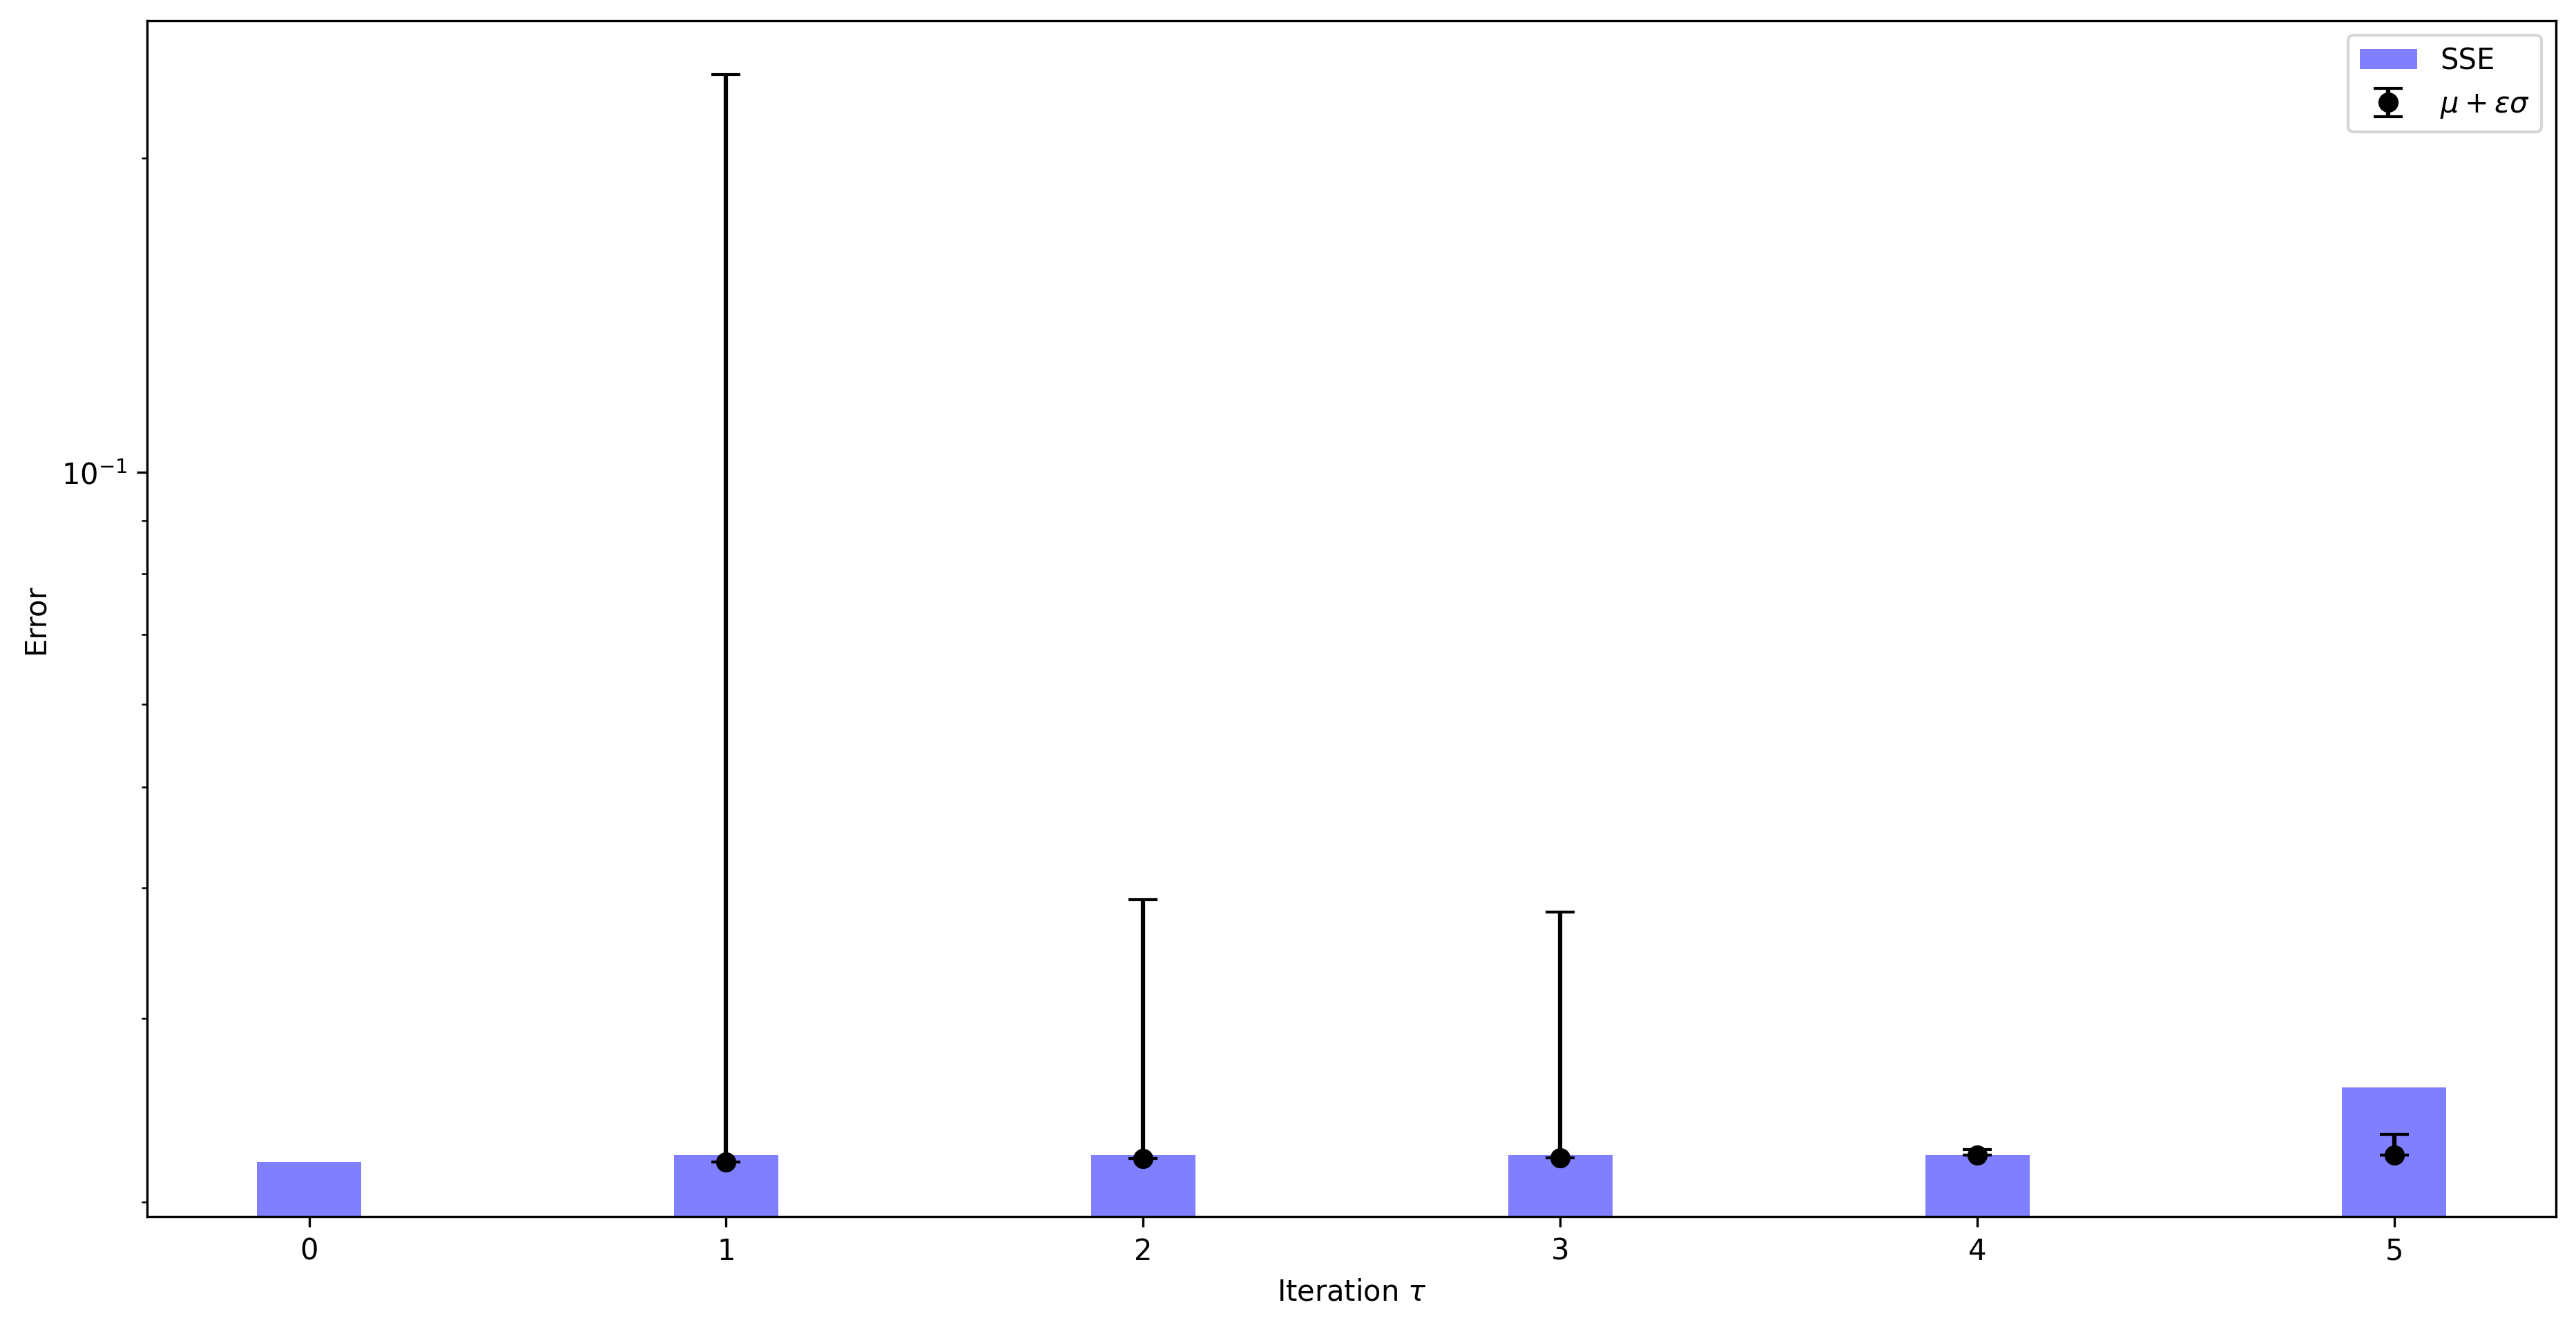 SSE
μ + εσ
10⁻¹
Error
0 1 2 3 4 5
Iteration τ